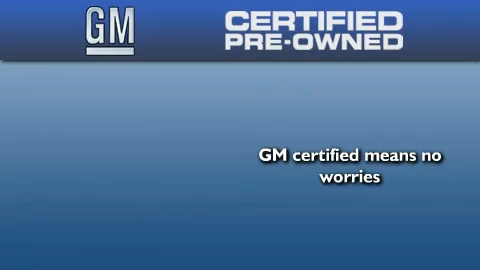 GM
CERTIFIED
PRE-OWNED
GM certified means no
worries